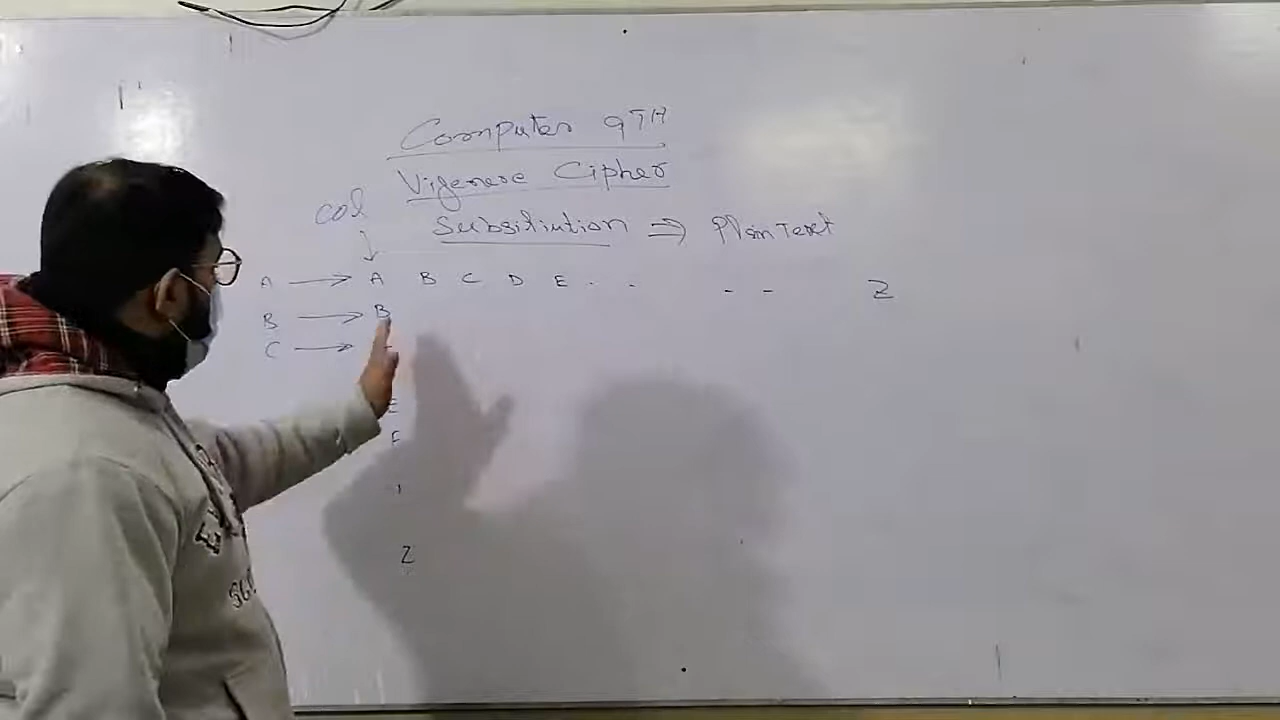 Computer 9TH
Vigenere Cipher
col
Subsitution ⇒ Plain Text
A → A B C D E . . - - Z
B → B
C →
E
F
Z